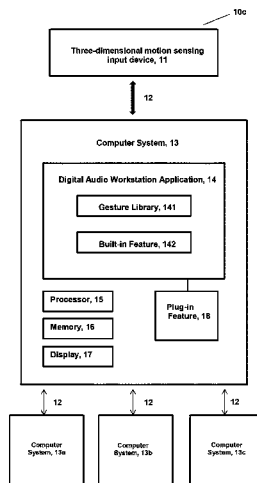 10c
Three-dimensional motion sensing
input device, 11
12
Computer System, 13
Digital Audio Workstation Application, 14
Gesture Library, 141
Built-in Feature, 142
Processor, 15
Memory, 16
Display, 17
Plug-in
Feature, 18
12
12
12
Computer
System, 13a
Computer
System, 13b
Computer
System, 13c